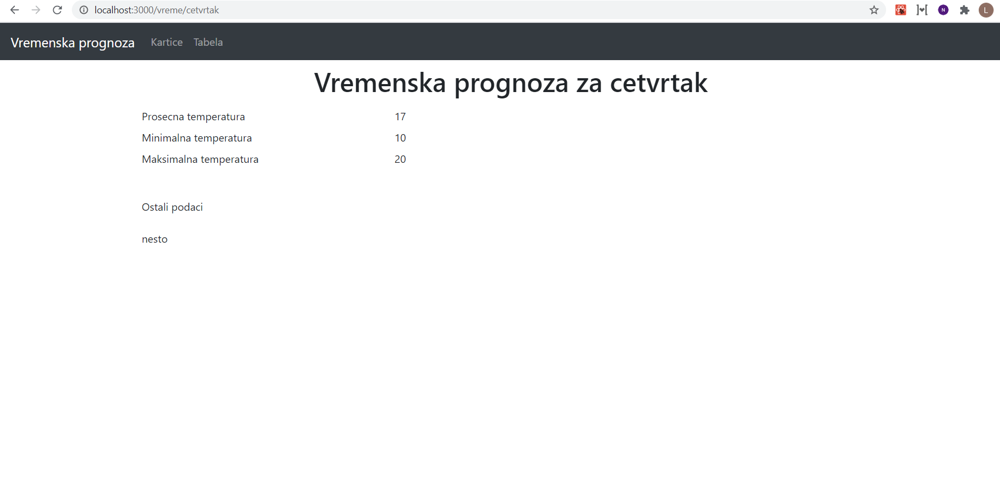 localhost:3000/vreme/cetvrtak
N
L
Vremenska prognoza Kartice Tabela
Vremenska prognoza za cetvrtak
Prosecna temperatura 17
Minimalna temperatura 10
Maksimalna temperatura 20
Ostali podaci
nesto